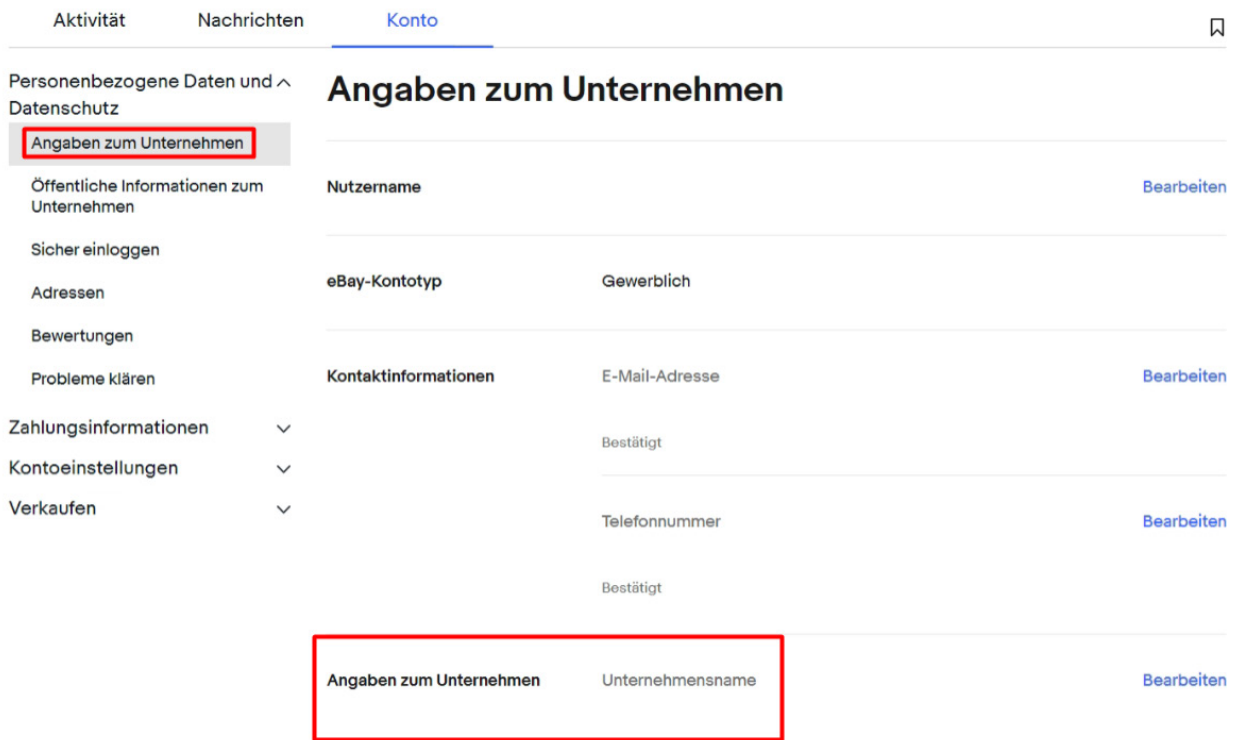 Aktivität Nachrichten Konto
Personenbezogene Daten und
Datenschutz
Angaben zum Unternehmen
Öffentliche Informationen zum
Unternehmen
Sicher einloggen
Adressen
Bewertungen
Probleme klären
Zahlungsinformationen
Kontoeinstellungen
Verkaufen
Angaben zum Unternehmen
Nutzername Bearbeiten
eBay-Kontotyp Gewerblich
Kontaktinformationen E-Mail-Adresse Bearbeiten
Bestätigt
Telefonnummer Bearbeiten
Bestätigt
Angaben zum Unternehmen Unternehmensname Bearbeiten